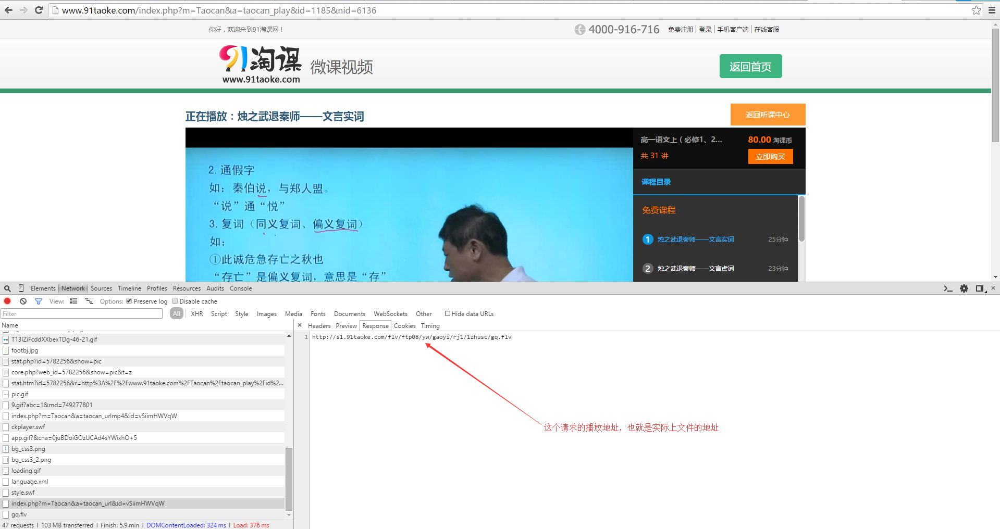 www.91taoke.com/index.php?m=Taocan&a=taocan_play&id=1185&nid=6136
你好，欢迎来到91淘课网！
4000-916-716 免费注册 | 登录 | 手机客户端 | 在线客服
91淘课
www.91taoke.com
微课视频
返回首页
正在播放：烛之武退秦师——文言实词
返回听课中心
2. 通假字
如：秦伯说，与郑人盟。
“说”通“悦”
3. 复词（同义复词、偏义复词）
如：
①此诚危急存亡之秋也
“存亡”是偏义复词，意思是“存”
高一语文上（必修1、2...
80.00 淘课币
共 31 讲
立即购买
课程目录
免费课程
1 烛之武退秦师——文言实词 25分钟
2 烛之武退秦师——文言虚词 23分钟
Elements Network Sources Timeline Profiles Resources Audits Console
View: Options: Preserve log Disable cache
Filter
All XHR Script Style Images Media Fonts Documents WebSockets Other Hide data URLs
Name
× Headers Preview Response Cookies Timing
1 http://s1.91taoke.com/flv/ftp08/yw/gaoyi/rj1/1zhusc/gq.flv
T13lZiFcddXXbexTDg-46-21.gif
footbj.jpg
stat.php?id=5782256&show=pic
core.php?web_id=5782256&show=pic&t=z
stat.htm?id=5782256&r=http%3A%2F%2Fwww.91taoke.com%2FTaocan%2Ftaocan_play%2Fid%2...
pic.gif
9.gif?abc=1&rnd=749277801
index.php?m=Taocan&a=taocan_urlmp4&id=vSiimHWVqW
ckplayer.swf
app.gif?&cna=0juBDoiGOzUCAd4sYWixhO+5
bg_css3.png
bg_css3_2.png
loading.gif
language.xml
style.swf
index.php?m=Taocan&a=taocan_url&id=vSiimHWVqW
gq.flv
这个请求的播放地址，也就是实际上文件的地址
47 requests | 103 MB transferred | Finish: 5.9 min | DOMContentLoaded: 324 ms | Load: 376 ms